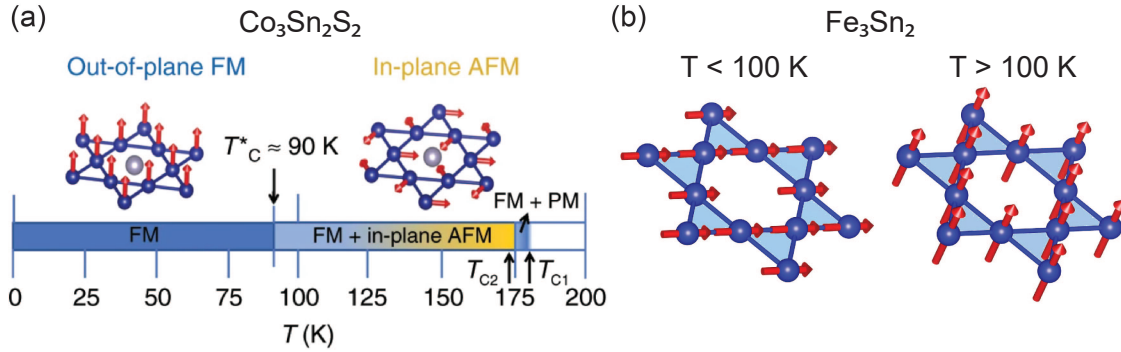 (a)
Co₃Sn₂S₂
Out-of-plane FM
In-plane AFM
T*C ≈ 90 K
FM + PM
FM
FM + in-plane AFM
TC2
TC1
0 25 50 75 100 125 150 175 200
T (K)
(b)
Fe₃Sn₂
T < 100 K
T > 100 K